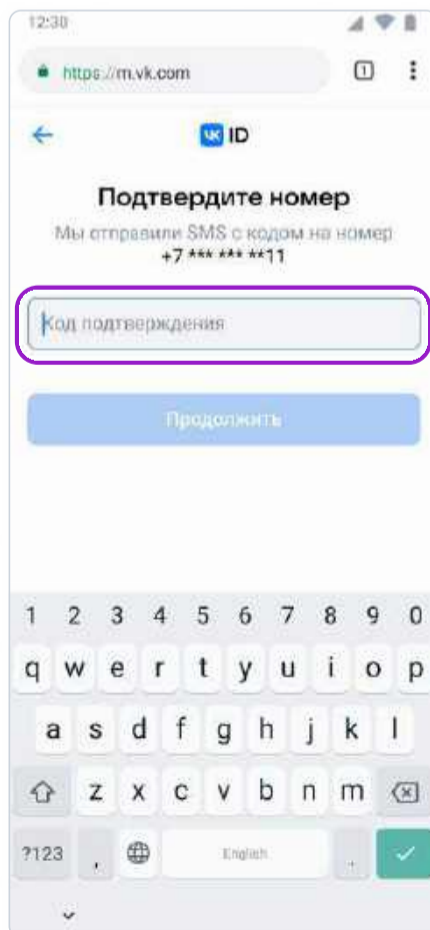 12:30
https://m.vk.com 1
VK ID
Подтвердите номер
Мы отправили SMS с кодом на номер
+7 *** *** **11
Код подтверждения
Продолжить
1 2 3 4 5 6 7 8 9 0
q w e r t y u i o p
a s d f g h j k l
z x c v b n m
?123 , English .